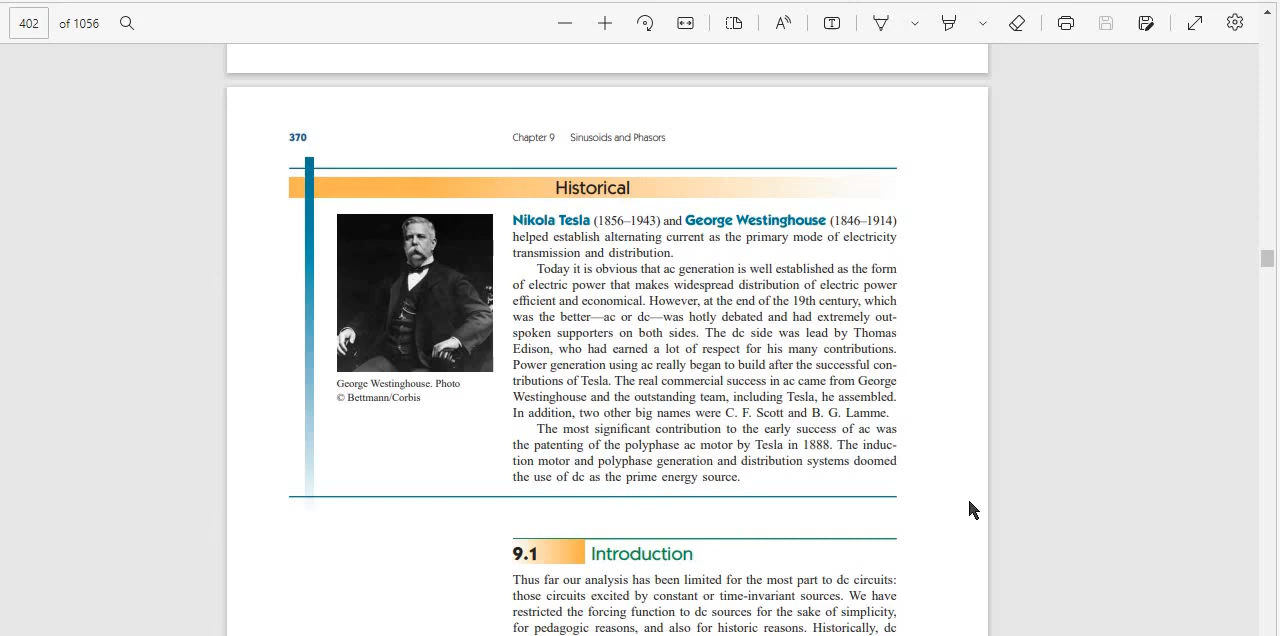 402 of 1056
370 Chapter 9 Sinusoids and Phasors
Historical
George Westinghouse. Photo
© Bettmann/Corbis
Nikola Tesla (1856–1943) and George Westinghouse (1846–1914)
helped establish alternating current as the primary mode of electricity
transmission and distribution.
Today it is obvious that ac generation is well established as the form
of electric power that makes widespread distribution of electric power
efficient and economical. However, at the end of the 19th century, which
was the better—ac or dc—was hotly debated and had extremely out-
spoken supporters on both sides. The dc side was lead by Thomas
Edison, who had earned a lot of respect for his many contributions.
Power generation using ac really began to build after the successful con-
tributions of Tesla. The real commercial success in ac came from George
Westinghouse and the outstanding team, including Tesla, he assembled.
In addition, two other big names were C. F. Scott and B. G. Lamme.
The most significant contribution to the early success of ac was
the patenting of the polyphase ac motor by Tesla in 1888. The induc-
tion motor and polyphase generation and distribution systems doomed
the use of dc as the prime energy source.
9.1 Introduction
Thus far our analysis has been limited for the most part to dc circuits:
those circuits excited by constant or time-invariant sources. We have
restricted the forcing function to dc sources for the sake of simplicity,
for pedagogic reasons, and also for historic reasons. Historically, dc